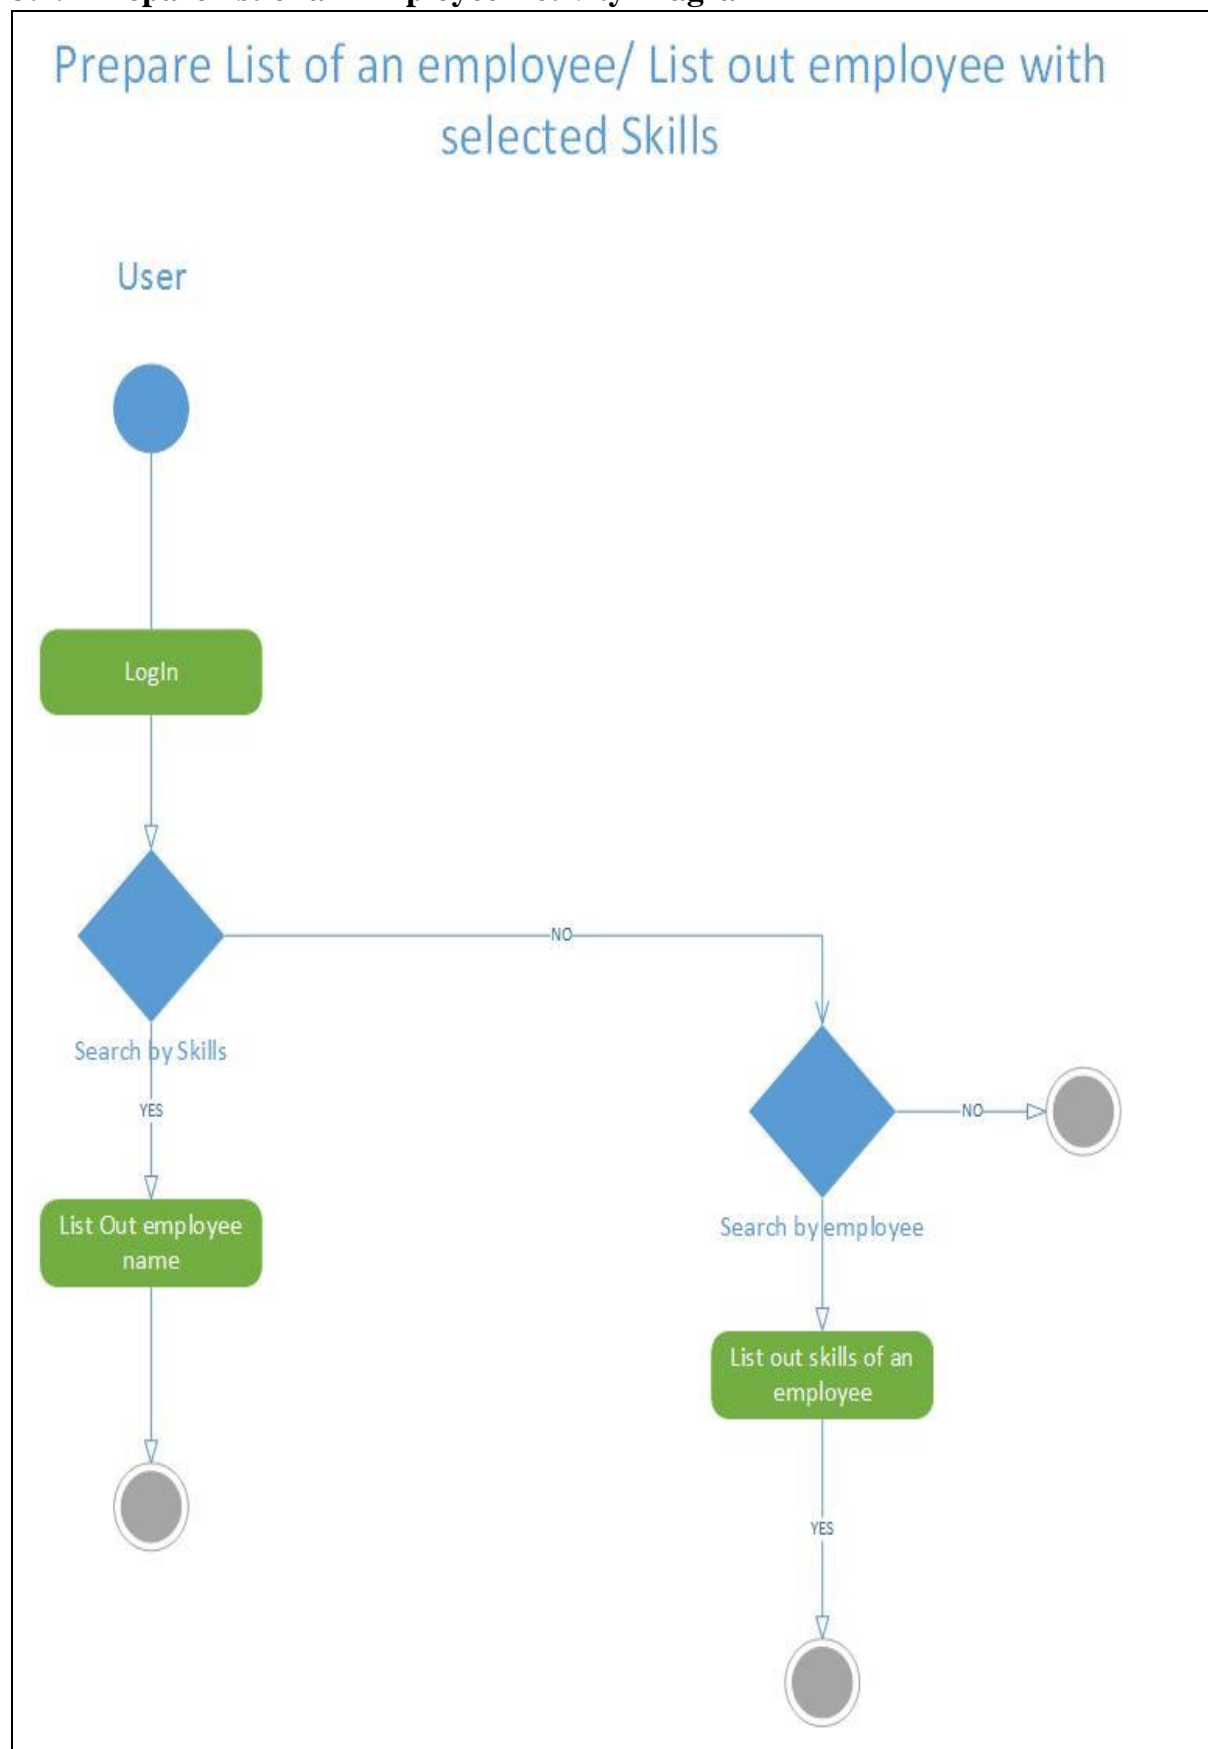 Prepare List of an employee/ List out employee with
selected Skills
User
LogIn
NO
Search by Skills
YES
NO
List Out employee
name
Search by employee
List out skills of an
employee
YES